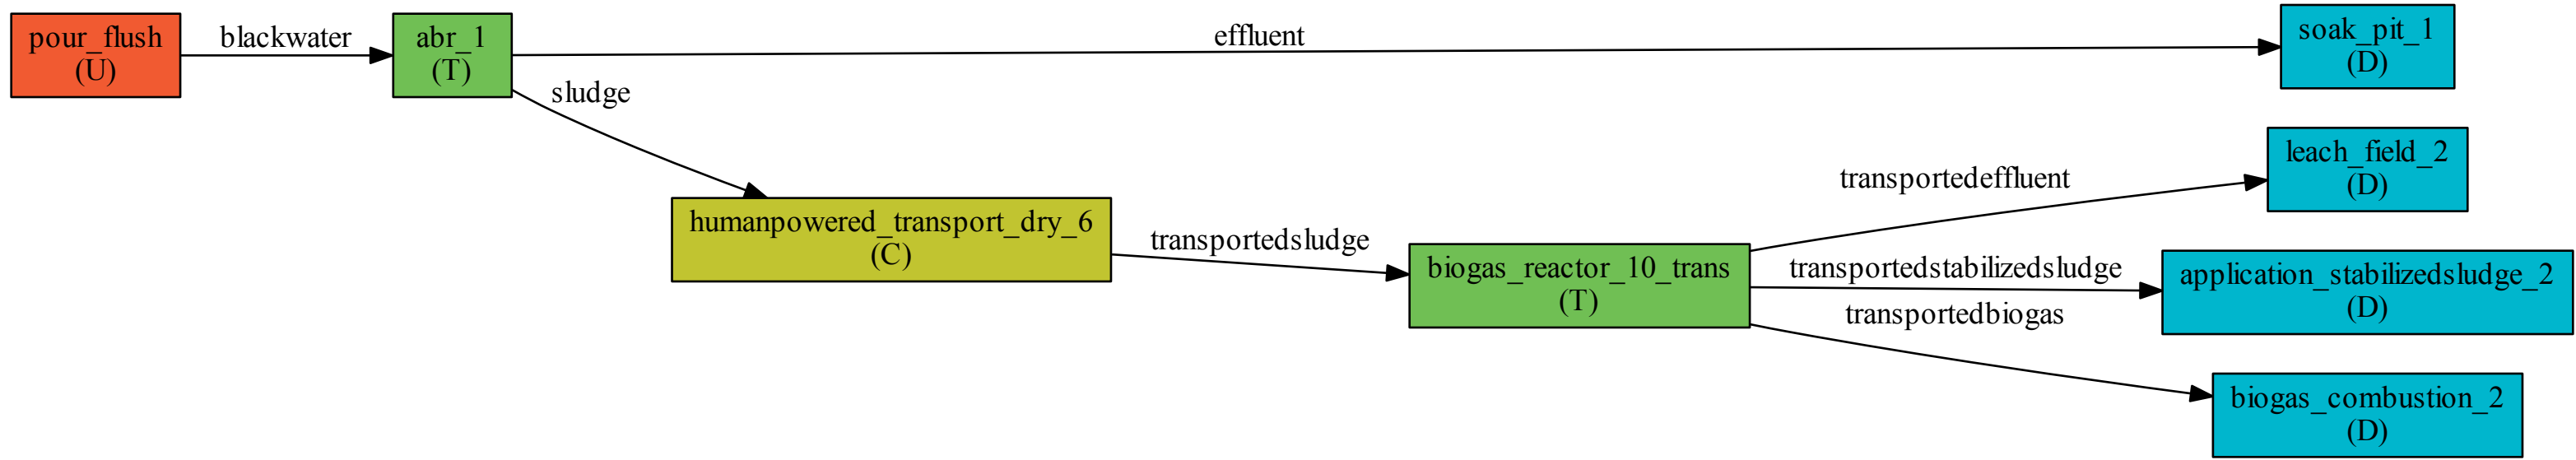 pour_flush
(U)
blackwater
abr_1
(T)
effluent
soak_pit_1
(D)
sludge
humanpowered_transport_dry_6
(C)
transportedsludge
biogas_reactor_10_trans
(T)
transportedeffluent
leach_field_2
(D)
transportedstabilizedsludge
application_stabilizedsludge_2
(D)
transportedbiogas
biogas_combustion_2
(D)